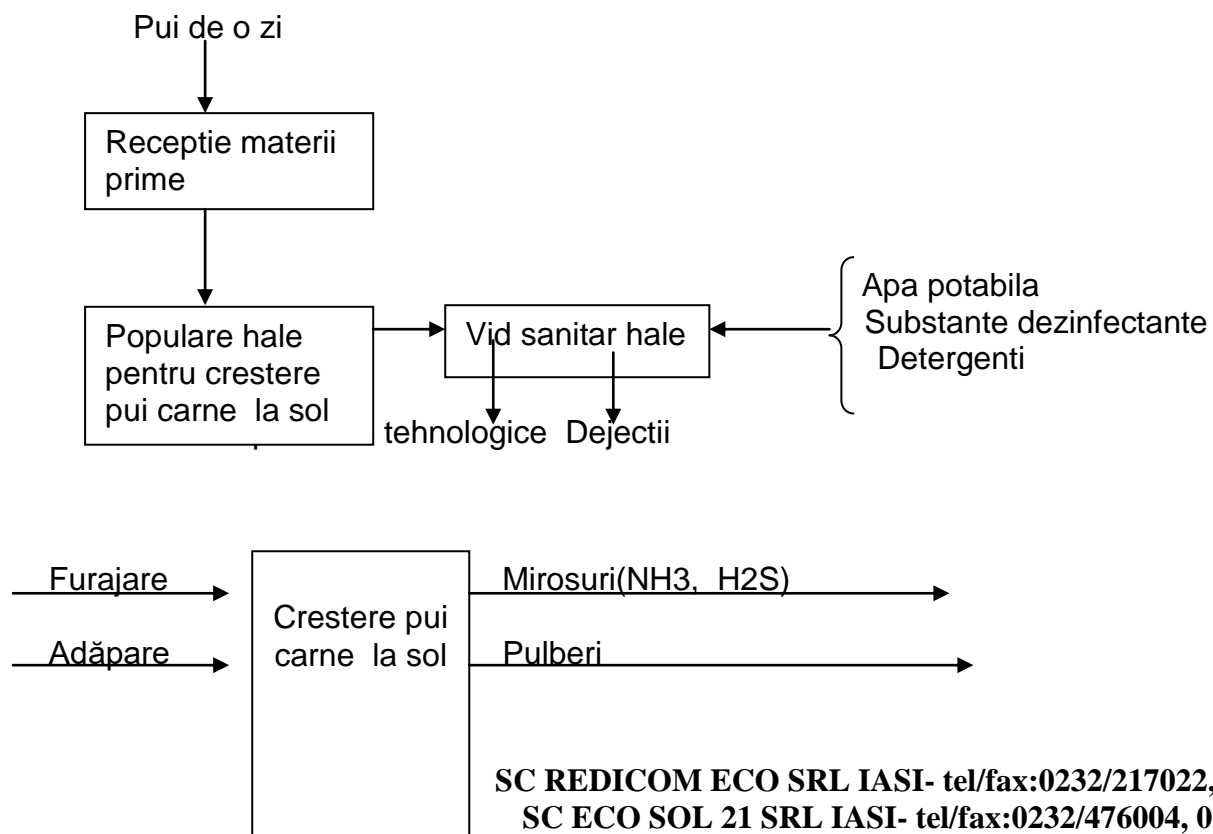 Pui de o zi
Receptie materii
prime
Populare hale
pentru crestere
pui carne la sol
Vid sanitar hale
Apa potabila
Substante dezinfectante
Detergenti
tehnologice Dejectii
Furajare
Adăpare
Crestere pui
carne la sol
Mirosuri(NH3, H2S)
Pulberi
SC REDICOM ECO SRL IASI- tel/fax:0232/217022,
SC ECO SOL 21 SRL IASI- tel/fax:0232/476004, 0